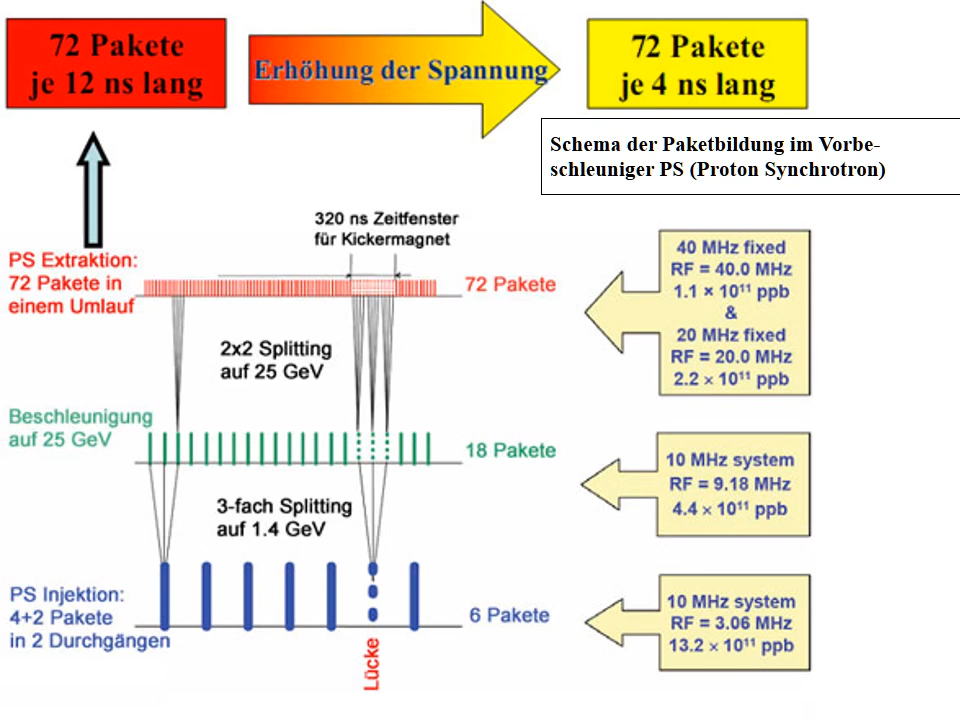 72 Pakete
je 12 ns lang
Erhöhung der Spannung
72 Pakete
je 4 ns lang
Schema der Paketbildung im Vorbe-
schleuniger PS (Proton Synchrotron)
320 ns Zeitfenster
für Kickermagnet
PS Extraktion:
72 Pakete in
einem Umlauf
72 Pakete
40 MHz fixed
RF = 40.0 MHz
1.1 × 10¹¹ ppb
&
20 MHz fixed
RF = 20.0 MHz
2.2 × 10¹¹ ppb
2x2 Splitting
auf 25 GeV
Beschleunigung
auf 25 GeV
18 Pakete
10 MHz system
RF = 9.18 MHz
4.4 × 10¹¹ ppb
3-fach Splitting
auf 1.4 GeV
PS Injektion:
4+2 Pakete
in 2 Durchgängen
6 Pakete
10 MHz system
RF = 3.06 MHz
13.2 × 10¹¹ ppb
Lücke